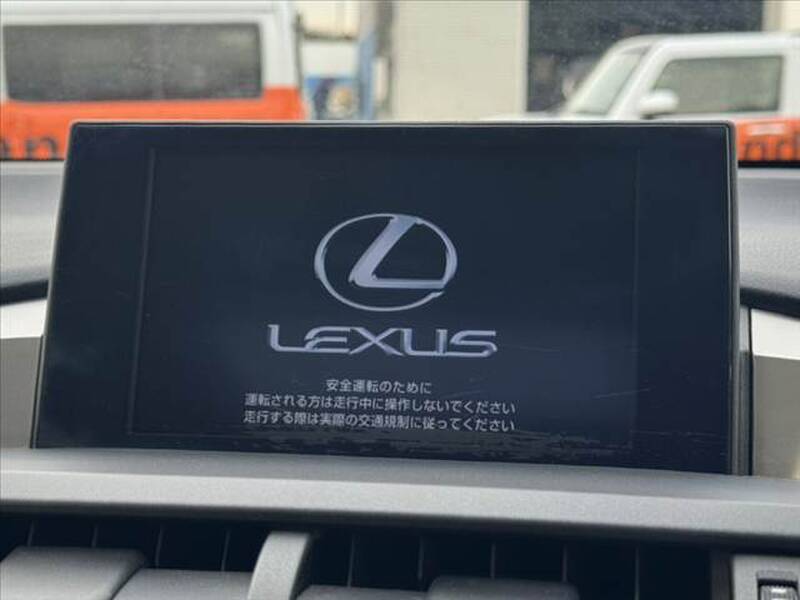 LEXUS
安全運転のために
運転される方は走行中に操作しないでください
走行する際は実際の交通規制に従ってください